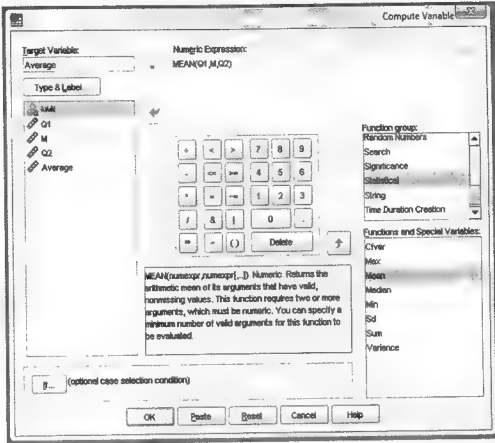 Compute Variable
Target Variable:
Average
=
Numeric Expression:
MEAN(Q1,M,Q2)
Type & Label...
Q1
M
Q2
Average
+ < > 7 8 9
- <= >= 4 5 6
* = ~= 1 2 3
/ & | 0 .
** ~ ( ) Delete
Function group:
Random Numbers
Search
Significance
Statistical
String
Time Duration Creation
Functions and Special Variables:
Cfvar
Max
Mean
Median
Min
Sd
Sum
Variance
MEAN(numexpr,numexpr[,..]). Numeric. Returns the
arithmetic mean of its arguments that have valid,
nonmissing values. This function requires two or more
arguments, which must be numeric. You can specify a
minimum number of valid arguments for this function to
be evaluated.
If... (optional case selection condition)
OK Paste Reset Cancel Help